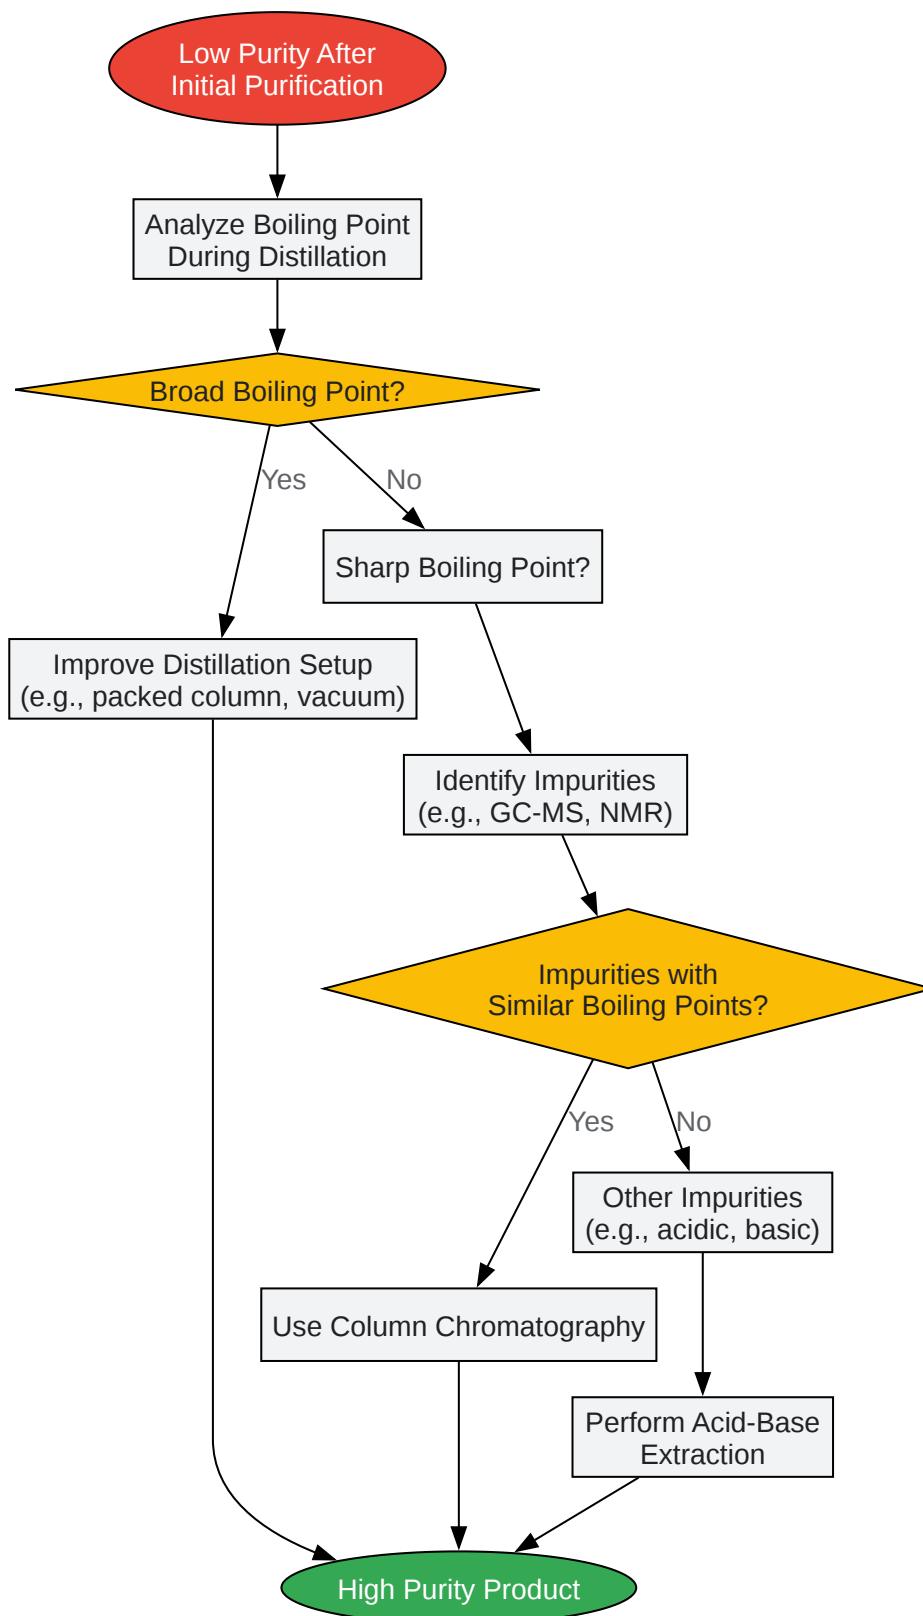 Low Purity After
Initial Purification
Analyze Boiling Point
During Distillation
Broad Boiling Point?
Yes
No
Sharp Boiling Point?
Improve Distillation Setup
(e.g., packed column, vacuum)
Identify Impurities
(e.g., GC-MS, NMR)
Impurities with
Similar Boiling Points?
Yes
No
Other Impurities
(e.g., acidic, basic)
Use Column Chromatography
Perform Acid-Base
Extraction
High Purity Product